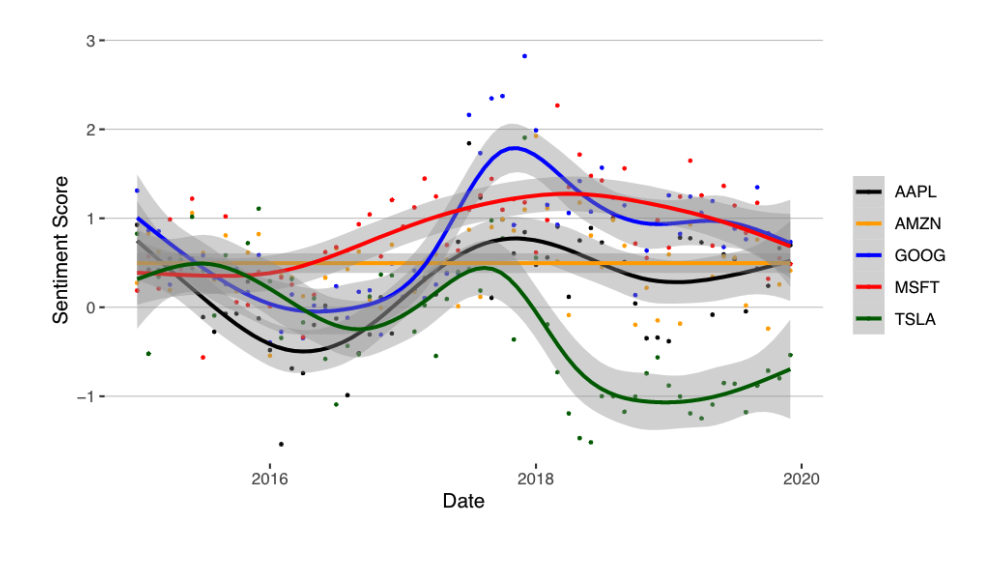 3
2
1
0
−1
Sentiment Score
2016
2018
2020
Date
AAPL
AMZN
GOOG
MSFT
TSLA